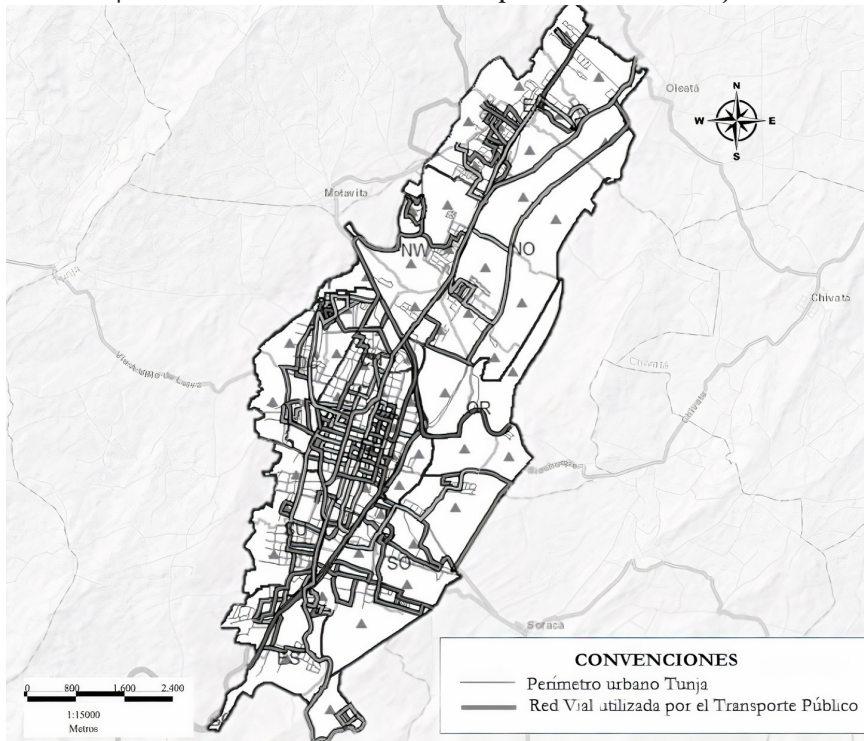 Oicatá
N
W E
S
Motavita
NW
NO
Chivatá
Chivatá
Chivatá
OR
SO
Soracá
CONVENCIONES
Perímetro urbano Tunja
Red Vial utilizada por el Transporte Público
0 800 1,600 2,400
1:15000
Metros